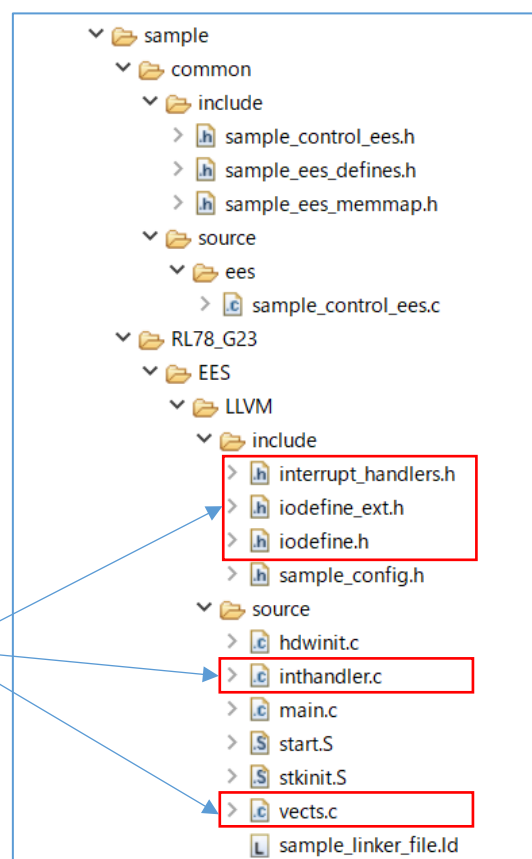 sample
common
include
.h sample_control_ees.h
.h sample_ees_defines.h
.h sample_ees_memmap.h
source
ees
.c sample_control_ees.c
RL78_G23
EES
LLVM
include
.h interrupt_handlers.h
.h iodefine_ext.h
.h iodefine.h
.h sample_config.h
source
.c hdwinit.c
.c inthandler.c
.c main.c
.S start.S
.S stkinit.S
.c vects.c
L sample_linker_file.ld